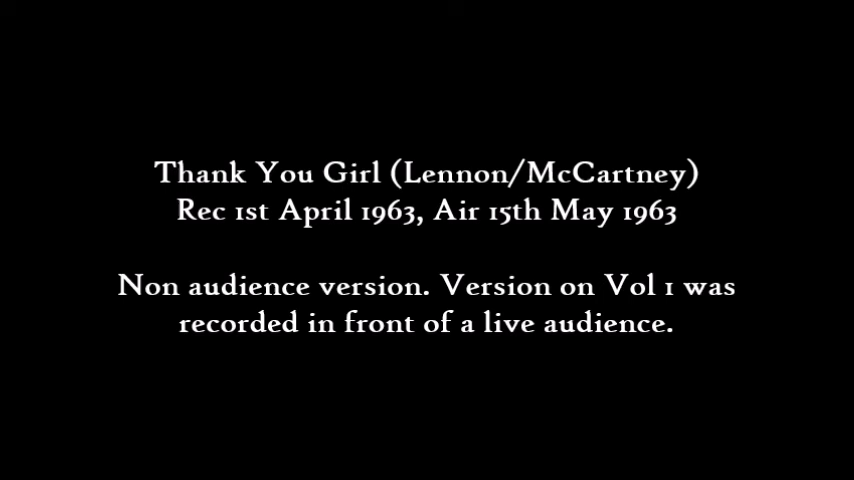 Thank You Girl (Lennon/McCartney)
Rec 1st April 1963, Air 15th May 1963
Non audience version. Version on Vol 1 was
recorded in front of a live audience.